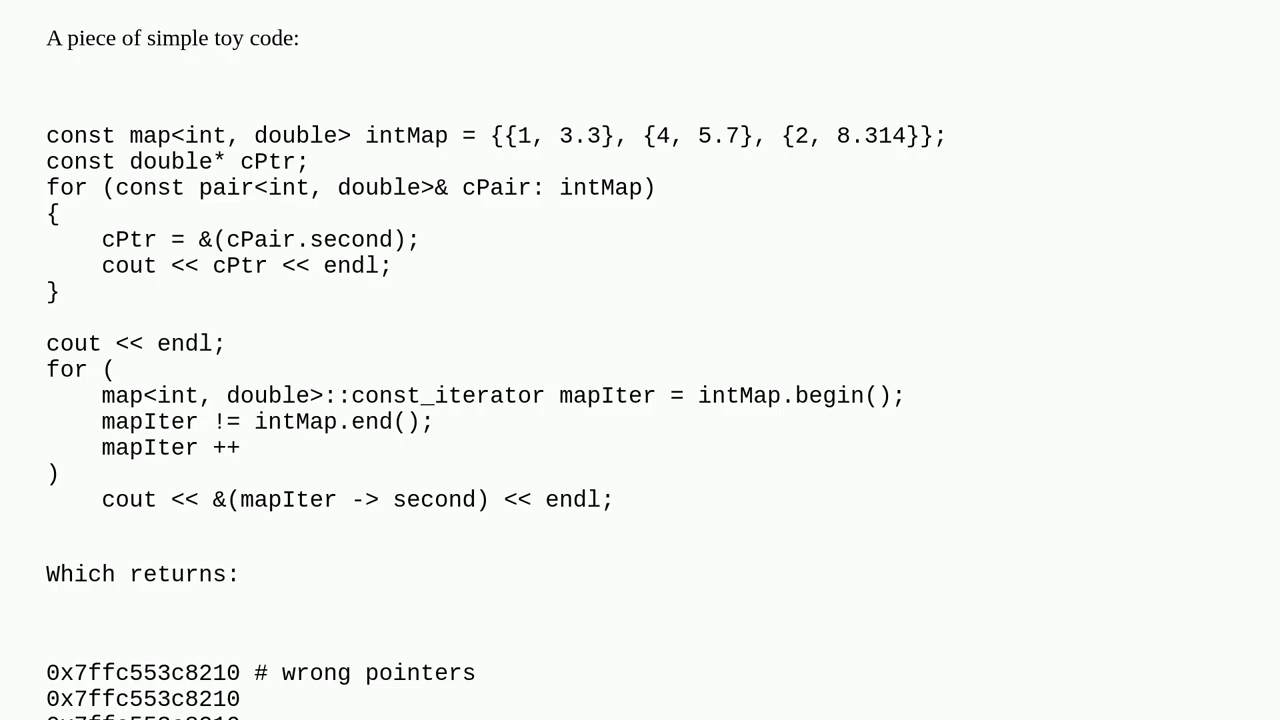 A piece of simple toy code:
const map<int, double> intMap = {{1, 3.3}, {4, 5.7}, {2, 8.314}};
const double* cPtr;
for (const pair<int, double>& cPair: intMap)
{
    cPtr = &(cPair.second);
    cout << cPtr << endl;
}
cout << endl;
for (
    map<int, double>::const_iterator mapIter = intMap.begin();
    mapIter != intMap.end();
    mapIter ++
)
    cout << &(mapIter -> second) << endl;
Which returns:
0x7ffc553c8210 # wrong pointers
0x7ffc553c8210